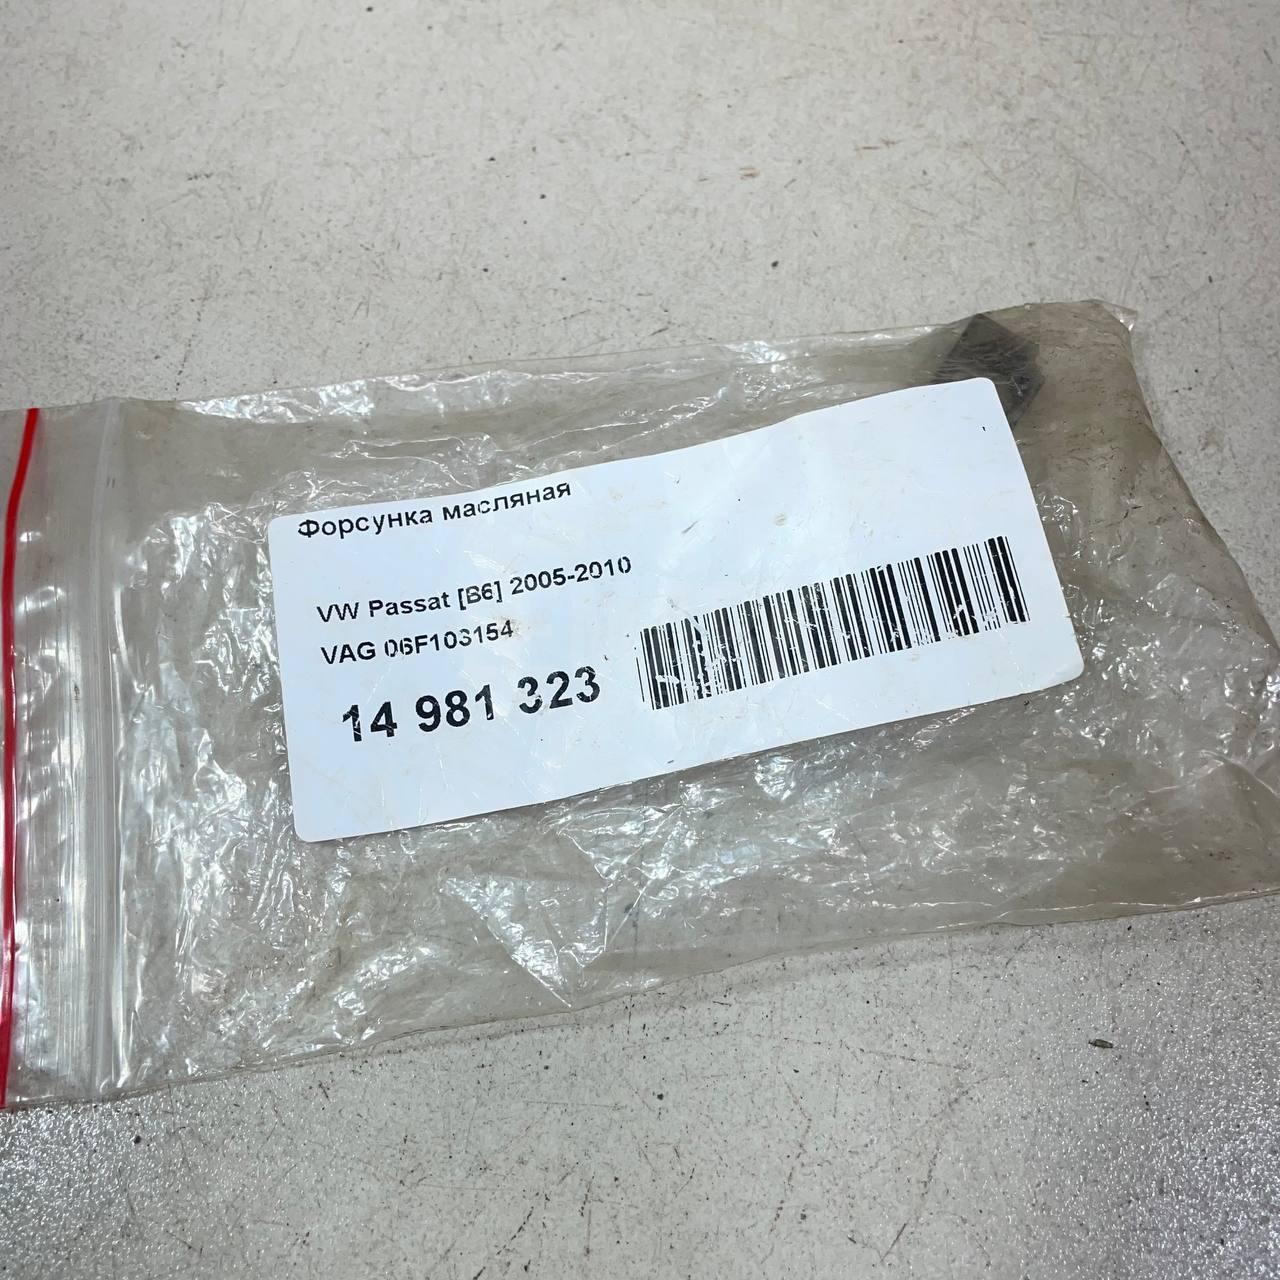 Форсунка масляная
VW Passat [B6] 2005-2010
VAG 06F103154
14 981 323